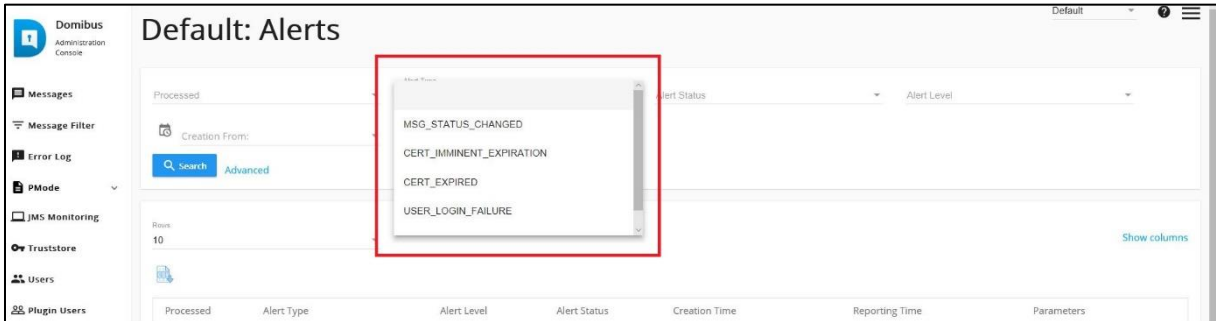 Domibus
Administration
Console
Default: Alerts
Default
Messages
Message Filter
Error Log
PMode
JMS Monitoring
Truststore
Users
Plugin Users
Processed
Alert Type
Alert Status
Alert Level
Creation From:
Search
Advanced
MSG_STATUS_CHANGED
CERT_IMMINENT_EXPIRATION
CERT_EXPIRED
USER_LOGIN_FAILURE
Rows
10
Show columns
Processed Alert Type Alert Level Alert Status Creation Time Reporting Time Parameters